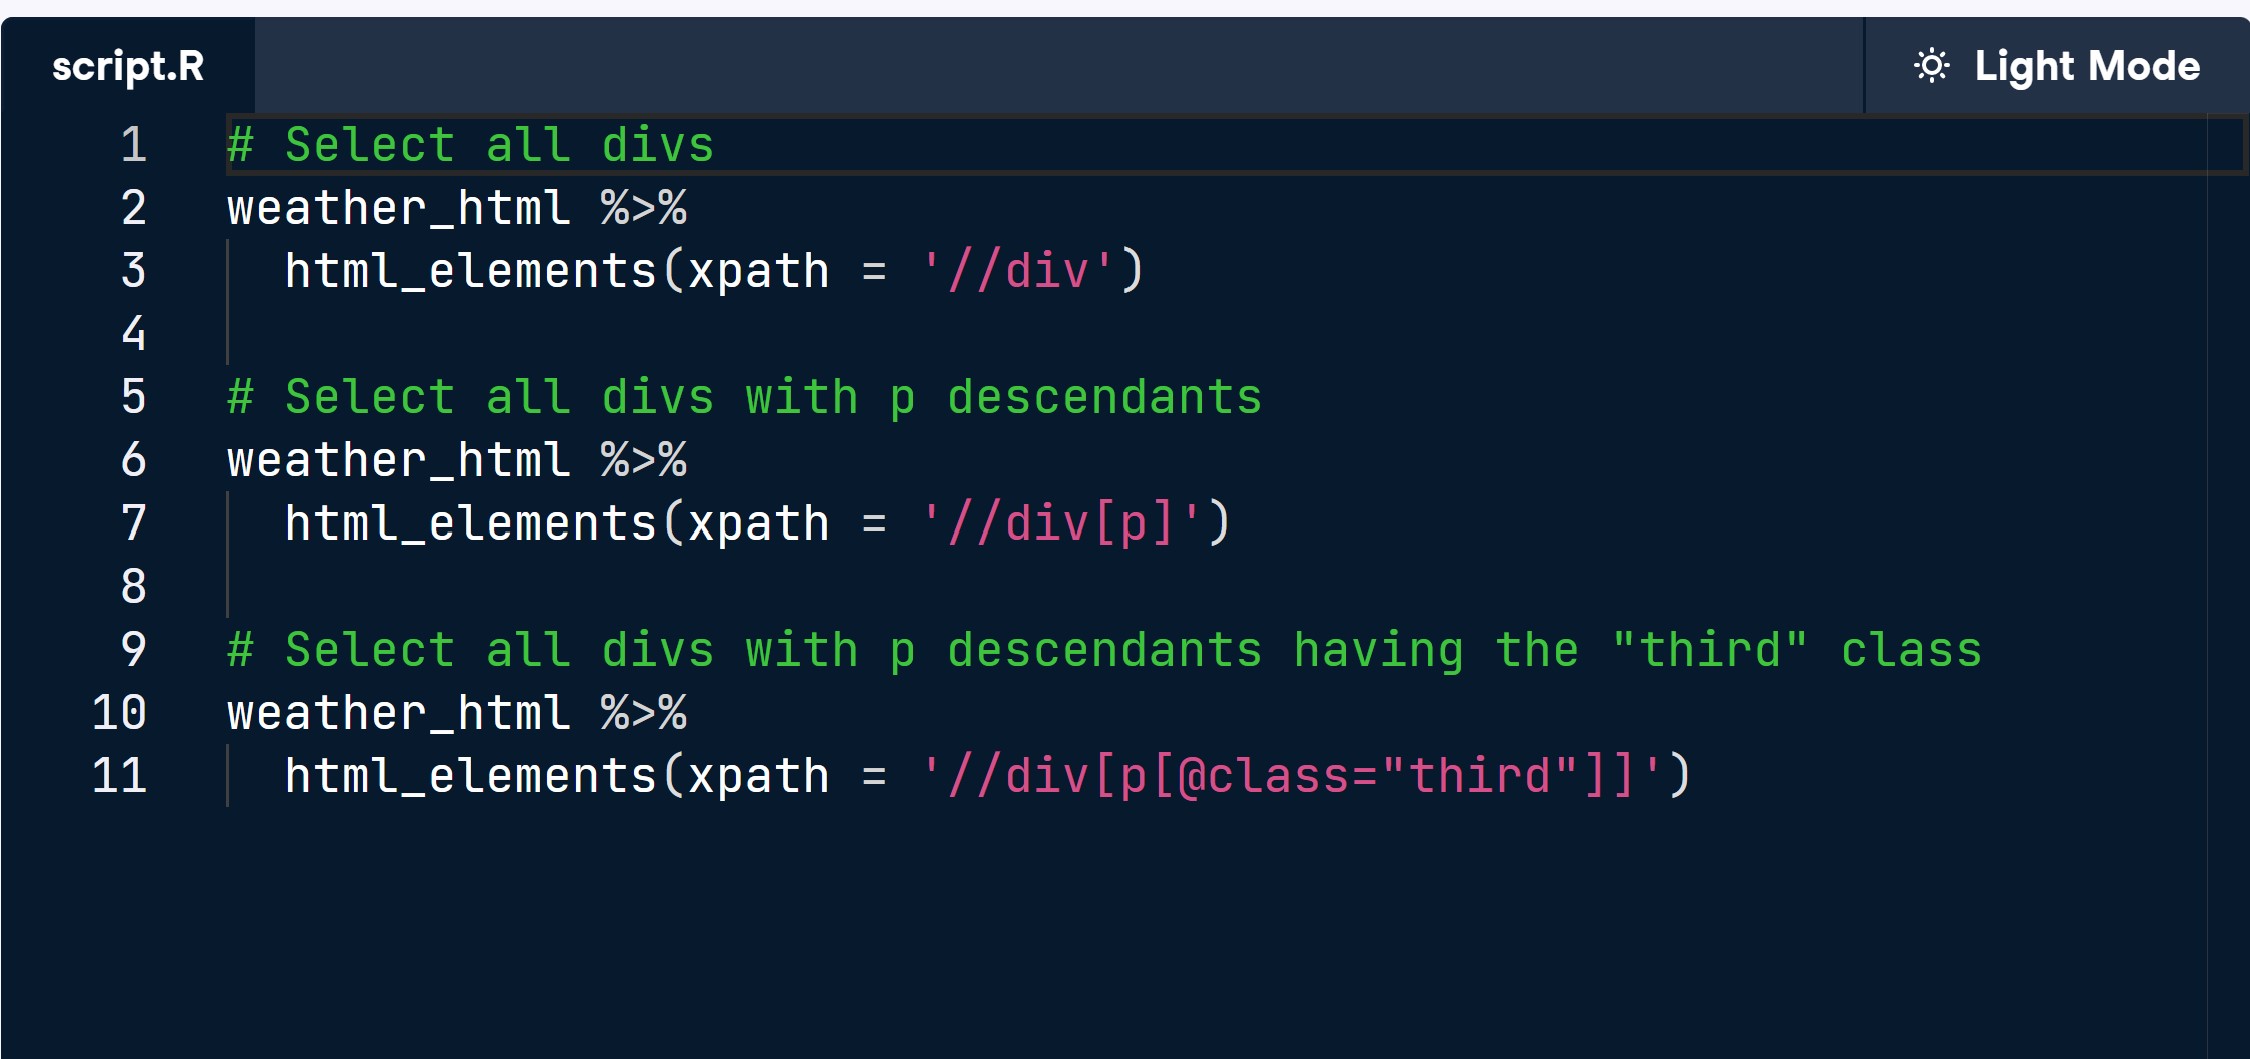 script.R
Light Mode
1 # Select all divs
2 weather_html %>%
3   html_elements(xpath = '//div')
4
5 # Select all divs with p descendants
6 weather_html %>%
7   html_elements(xpath = '//div[p]')
8
9 # Select all divs with p descendants having the "third" class
10 weather_html %>%
11   html_elements(xpath = '//div[p[@class="third"]]')